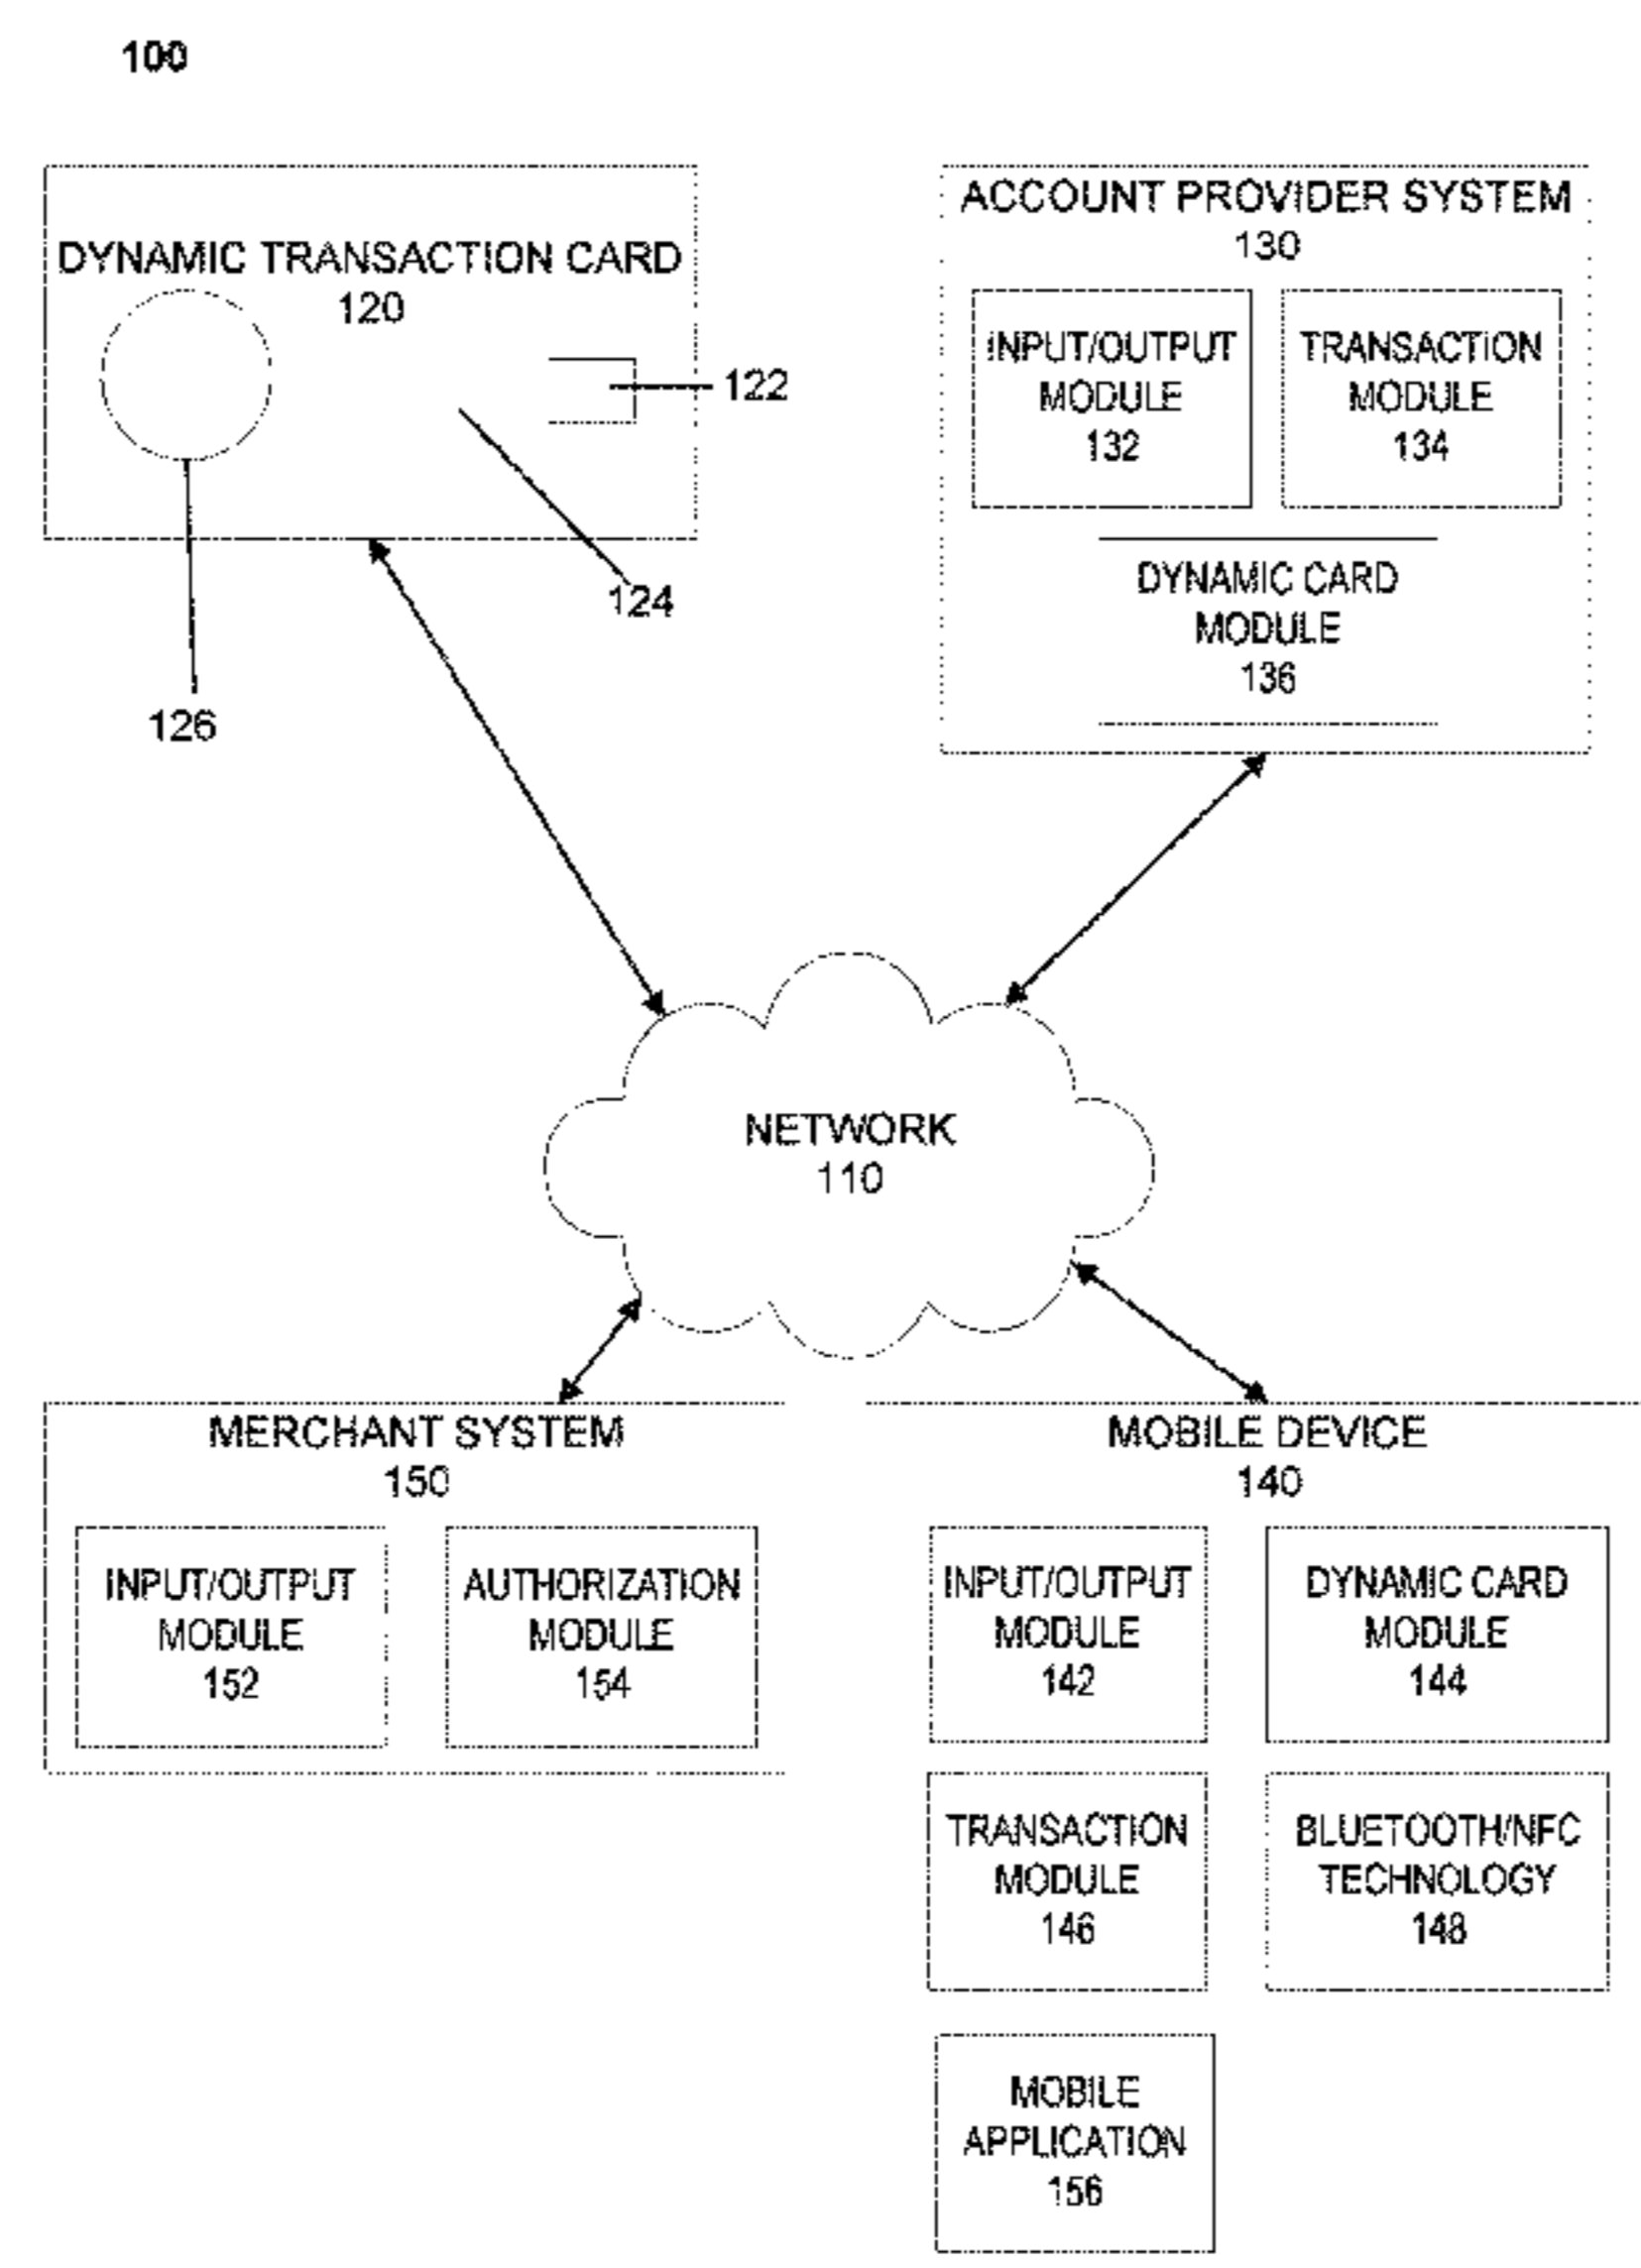 100
DYNAMIC TRANSACTION CARD
120
122
124
126
ACCOUNT PROVIDER SYSTEM
130
INPUT/OUTPUT
MODULE
132
TRANSACTION
MODULE
134
DYNAMIC CARD
MODULE
136
NETWORK
110
MERCHANT SYSTEM
150
INPUT/OUTPUT
MODULE
152
AUTHORIZATION
MODULE
154
MOBILE DEVICE
140
INPUT/OUTPUT
MODULE
142
DYNAMIC CARD
MODULE
144
TRANSACTION
MODULE
146
BLUETOOTH/NFC
TECHNOLOGY
148
MOBILE
APPLICATION
156